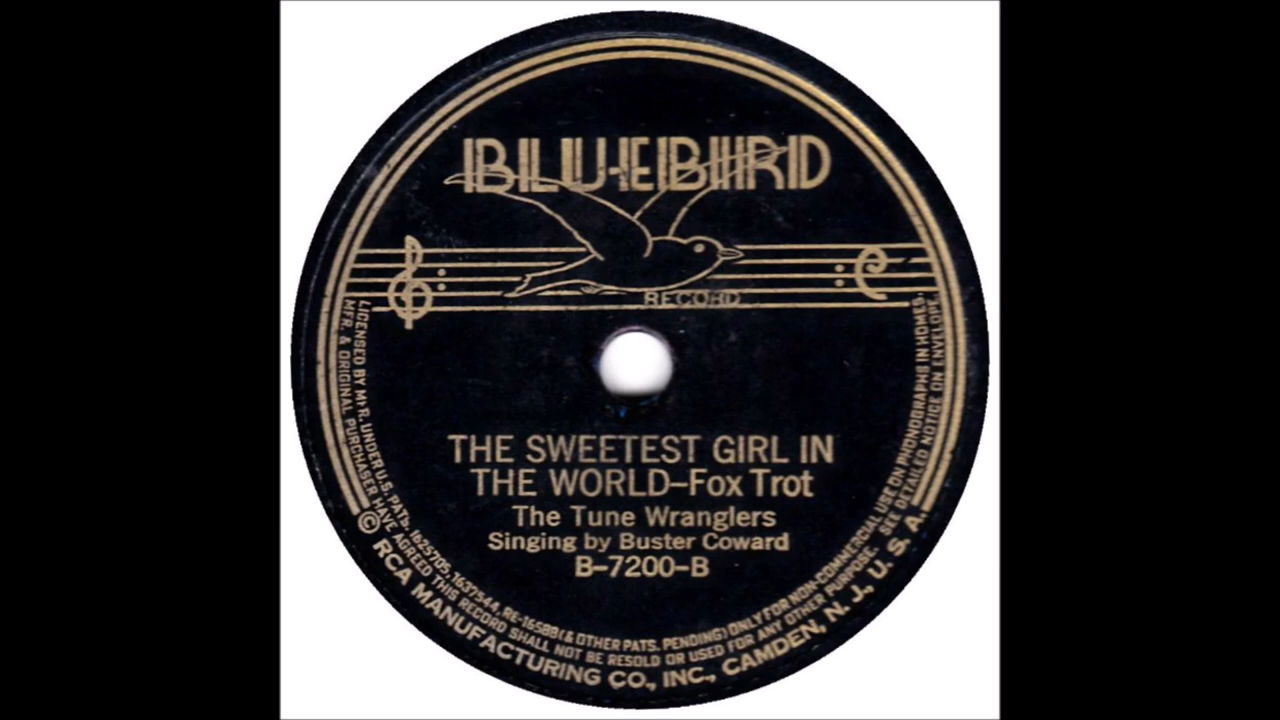 BLUEBIRD
RECORD
THE SWEETEST GIRL IN
THE WORLD–Fox Trot
The Tune Wranglers
Singing by Buster Coward
B–7200–B
LICENSED BY MFR. UNDER U.S. PATS. 1625705, 1637544, RE-16588 (& OTHER PATS. PENDING) ONLY FOR NON-COMMERCIAL USE ON PHONOGRAPHS IN HOMES.
MFR. & ORIGINAL PURCHASER HAVE AGREED THIS RECORD SHALL NOT BE RESOLD OR USED FOR ANY OTHER PURPOSE. SEE DETAILED NOTICE ON ENVELOPE.
© RCA MANUFACTURING CO., INC., CAMDEN, N. J., U. S. A.